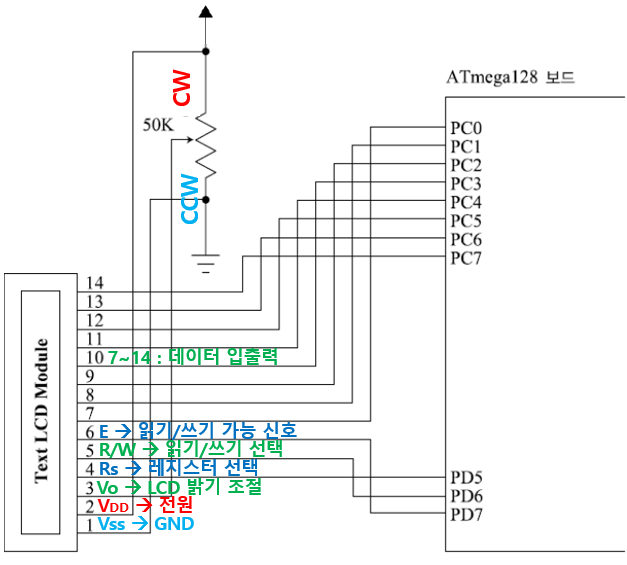 CW
ATmega128 보드
50K
PC0
PC1
PC2
PC3
CCW
PC4
PC5
PC6
PC7
14
13
12
11
10 7~14 : 데이터 입출력
9
8
7
6 E → 읽기/쓰기 가능 신호
5 R/W → 읽기/쓰기 선택
4 Rs → 레지스터 선택
3 Vo → LCD 밝기 조절
2 VDD → 전원
1 Vss → GND
Text LCD Module
PD5
PD6
PD7